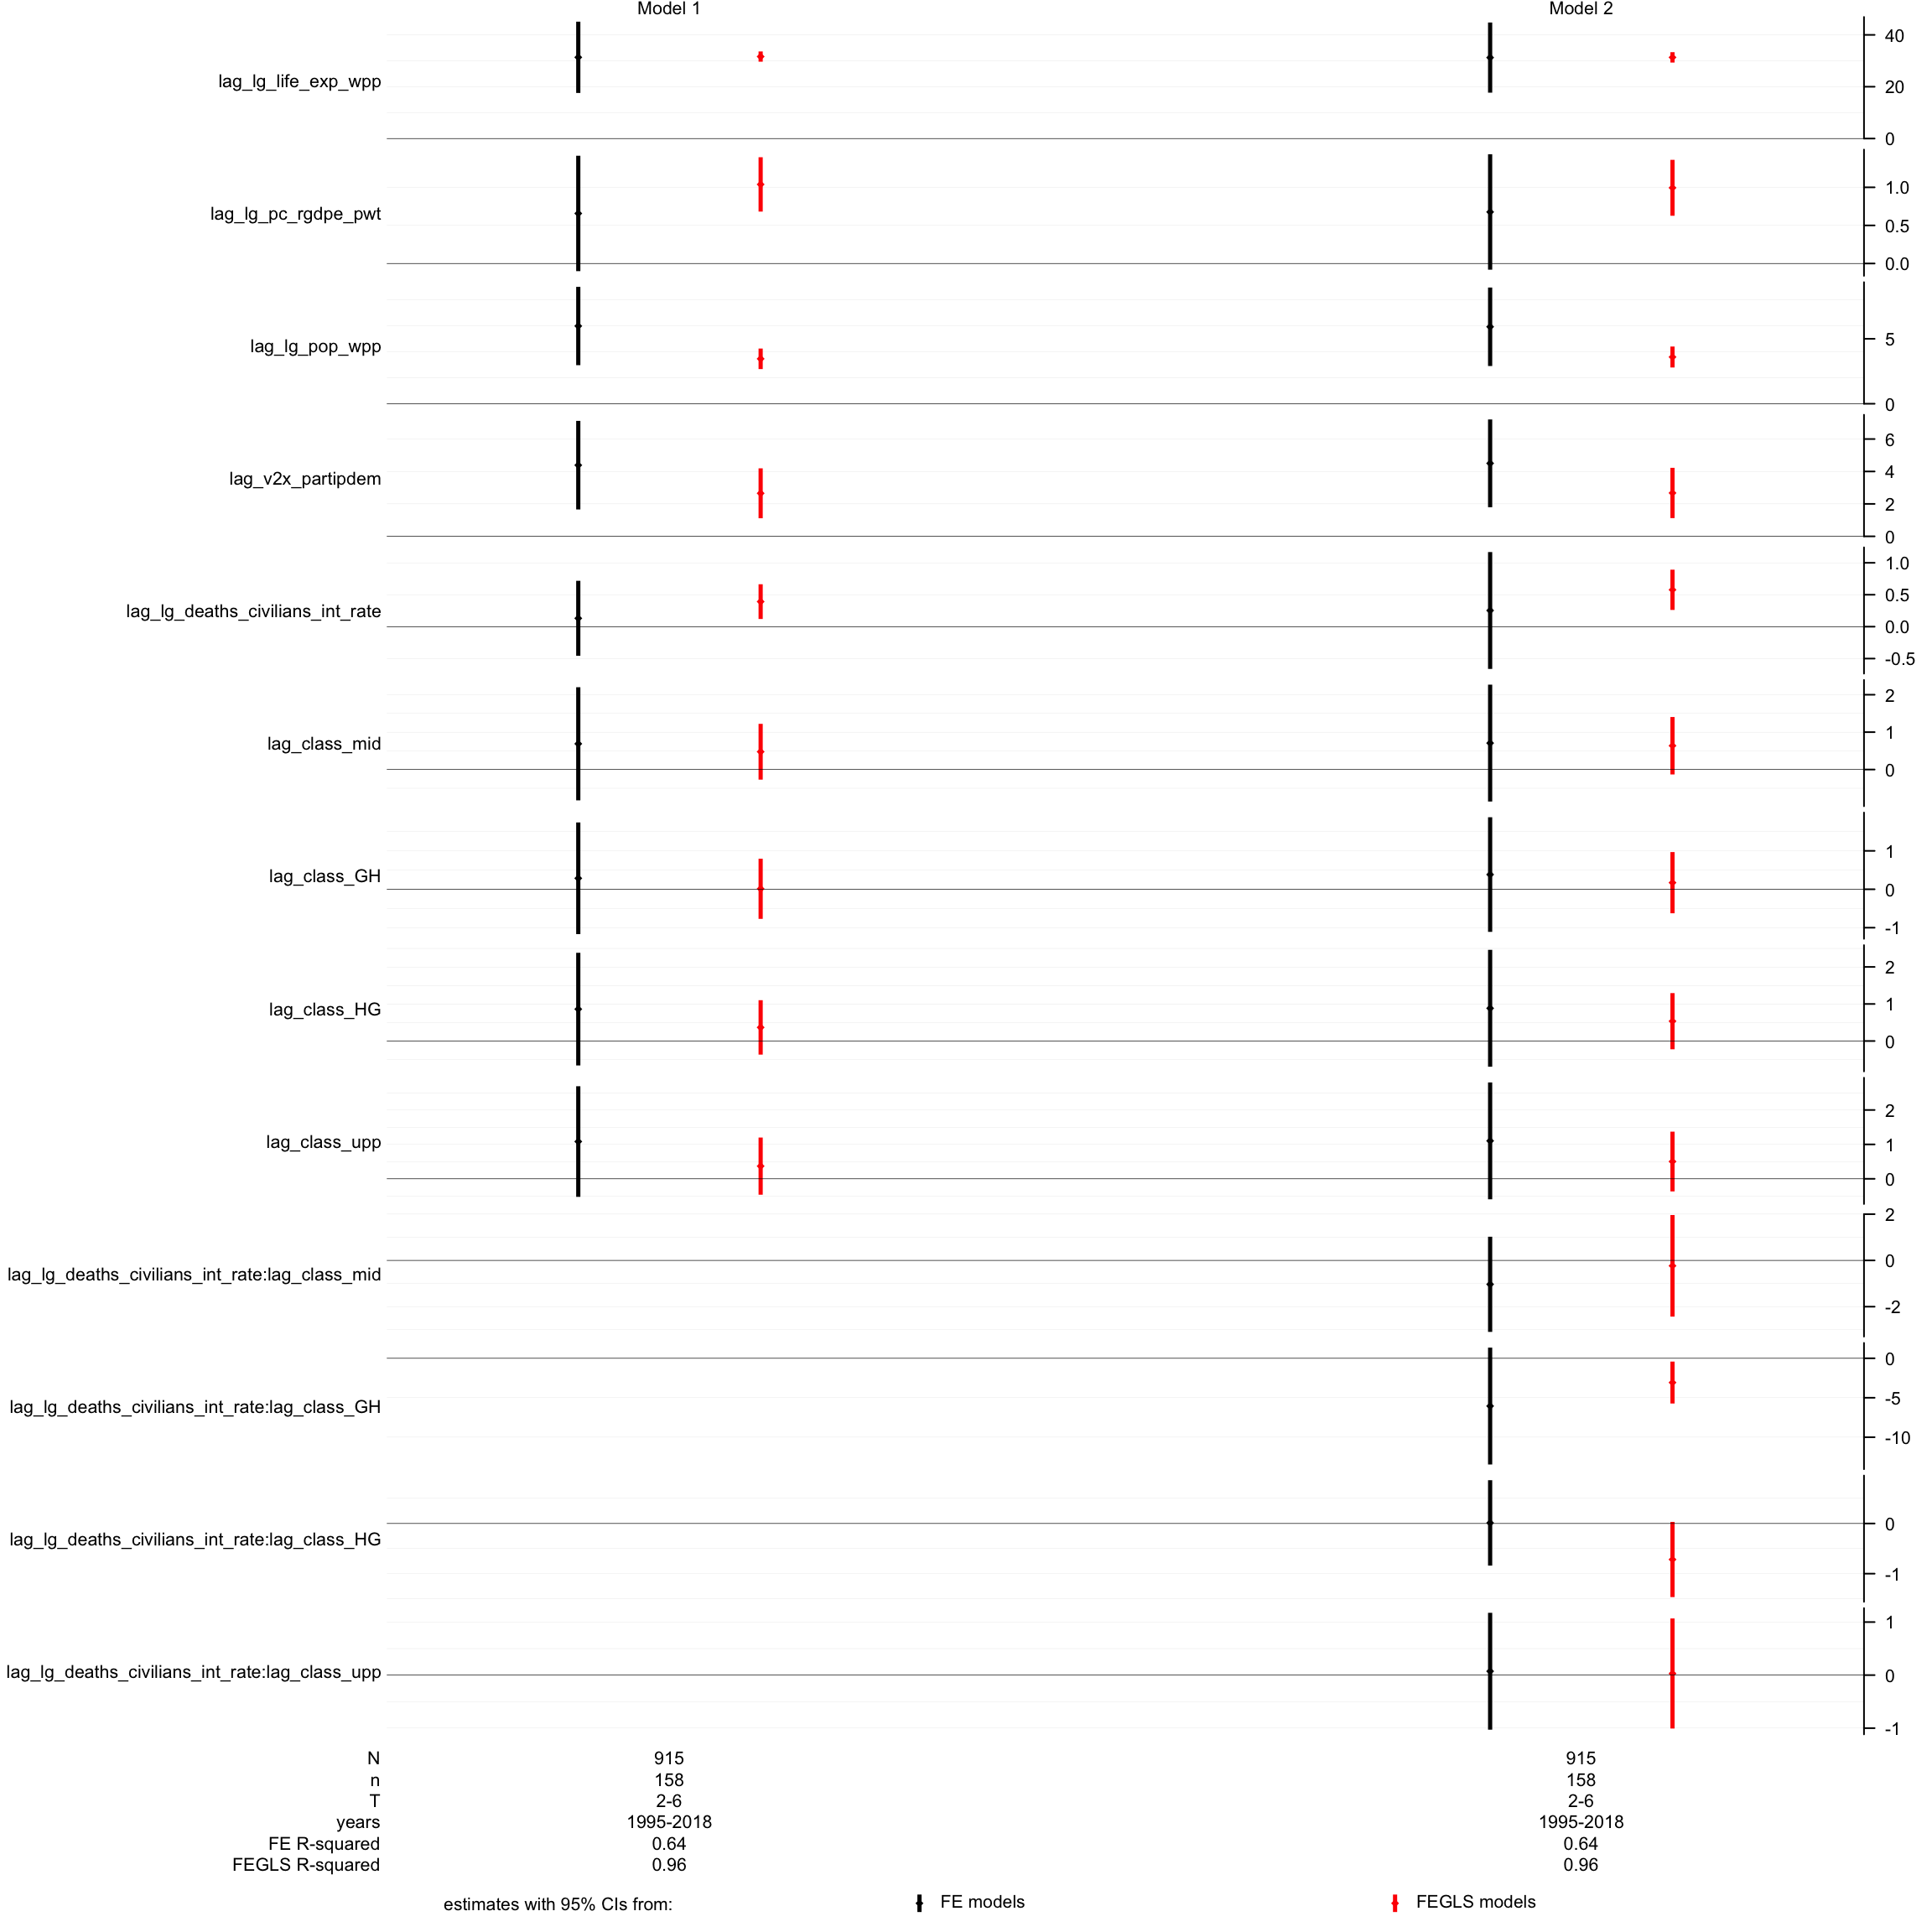 Model 1 Model 2
40
lag_lg_life_exp_wpp 20
0
1.0
lag_lg_pc_rgdpe_pwt 0.5
0.0
lag_lg_pop_wpp 5
0
6
lag_v2x_partipdem 4
2
0
1.0
0.5
lag_lg_deaths_civilians_int_rate 0.0
-0.5
2
lag_class_mid 1
0
1
lag_class_GH 0
-1
2
lag_class_HG 1
0
2
lag_class_upp 1
0
2
0
lag_lg_deaths_civilians_int_rate:lag_class_mid -2
0
lag_lg_deaths_civilians_int_rate:lag_class_GH -5
-10
0
lag_lg_deaths_civilians_int_rate:lag_class_HG -1
1
lag_lg_deaths_civilians_int_rate:lag_class_upp 0
-1
N 915 915
n 158 158
T 2-6 2-6
years 1995-2018 1995-2018
FE R-squared 0.64 0.64
FEGLS R-squared 0.96 0.96
estimates with 95% CIs from: FE models FEGLS models